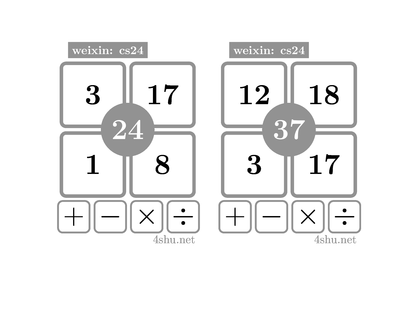 weixin: cs24
3 17
24
1 8
+ − × ÷
4shu.net
weixin: cs24
12 18
37
3 17
+ − × ÷
4shu.net